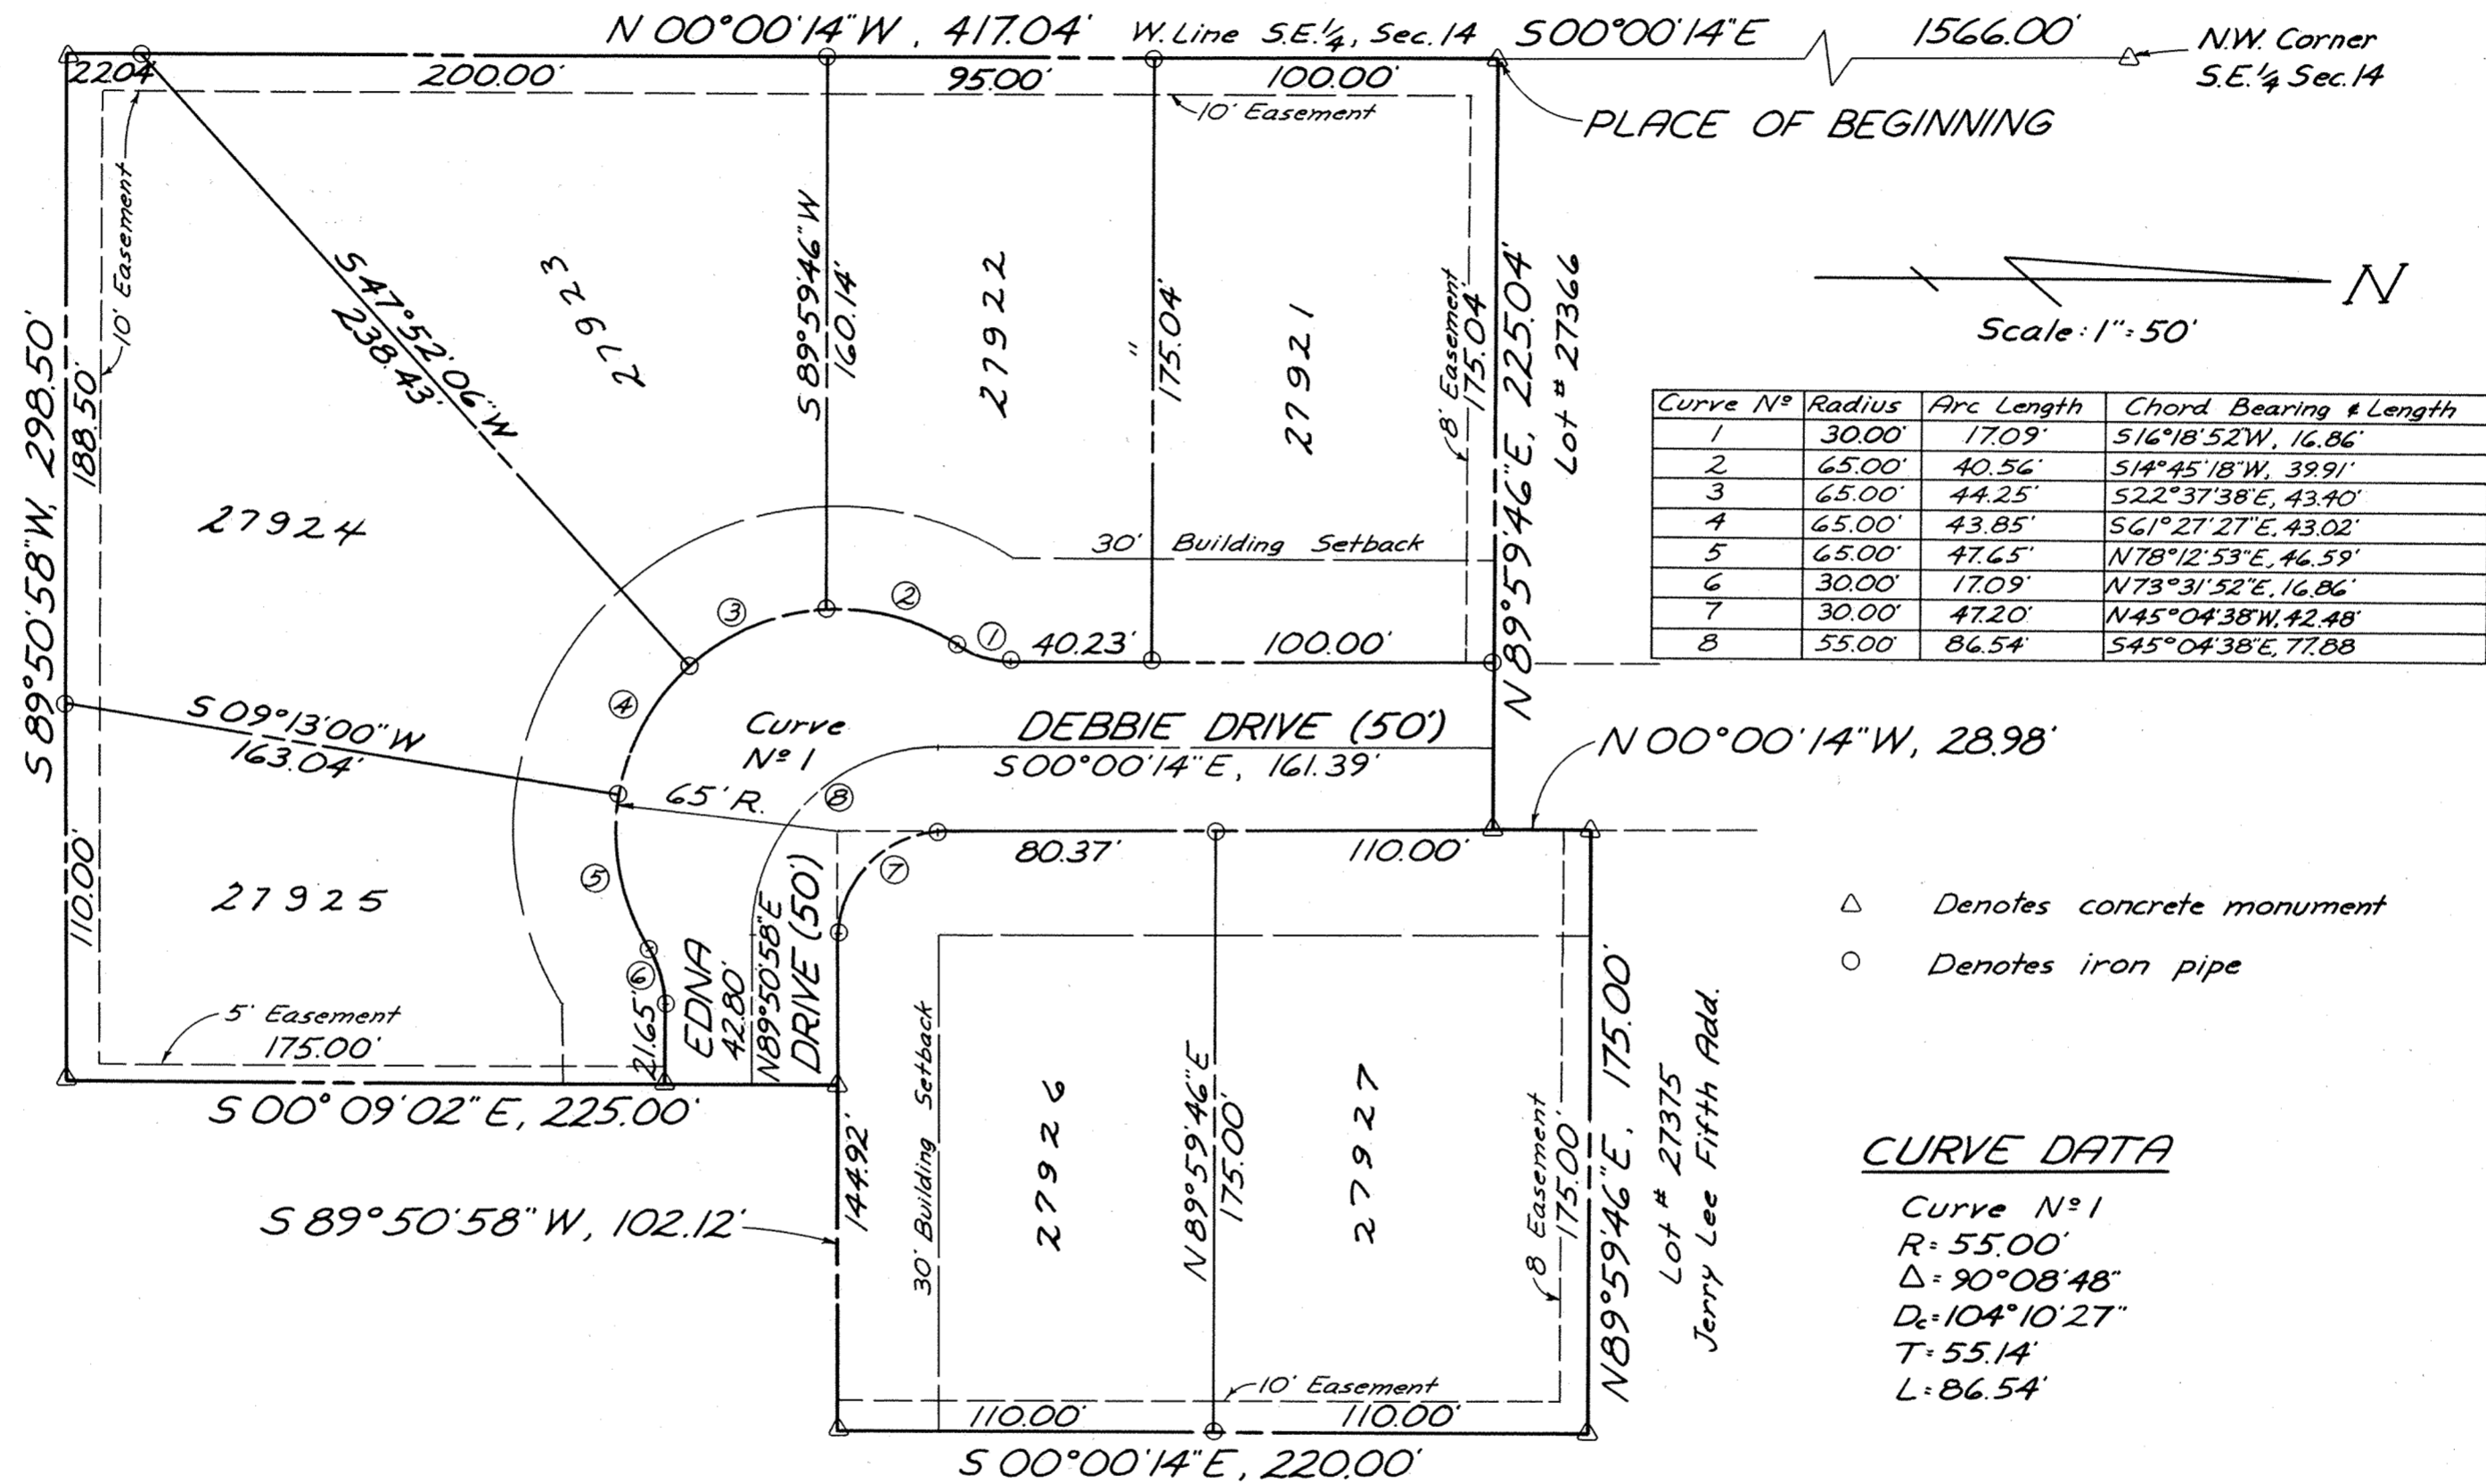 N 00°00'14"W, 417.04'
W. Line S.E.¼, Sec. 14
S00°00'14"E
1566.00'
N.W. Corner
S.E.¼ Sec. 14
22.04'
200.00'
95.00'
100.00'
10' Easement
PLACE OF BEGINNING
10' Easement
S 47°52'06"W
238.43'
27923
S 89°59'46"W
160.14'
27922
"
175.04'
27921
8' Easement
175.04'
N 89°59'46"E, 225.04'
Lot # 27366
N
Scale: 1"=50'
S 89°50'58"W, 298.50'
188.50'
27924
30' Building Setback
Curve Nº Radius Arc Length Chord Bearing & Length
1 30.00' 17.09' S16°18'52"W, 16.86'
2 65.00' 40.56' S14°45'18"W, 39.91'
3 65.00' 44.25' S22°37'38"E, 43.40'
4 65.00' 43.85' S61°27'27"E, 43.02'
5 65.00' 47.65' N78°12'53"E, 46.59'
6 30.00' 17.09' N73°31'52"E, 16.86'
7 30.00' 47.20' N45°04'38"W, 42.48'
8 55.00' 86.54' S45°04'38"E, 77.88
3
2
1
40.23'
100.00'
4
S 09°13'00"W
163.04'
Curve
Nº 1
DEBBIE DRIVE (50')
S00°00'14"E, 161.39'
N 00°00'14"W, 28.98'
65' R.
8
80.37'
110.00'
7
5
27925
110.00'
6
21.65'
EDNA
42.80'
N89°50'58"E
DRIVE (50')
△ Denotes concrete monument
○ Denotes iron pipe
5' Easement
175.00'
S 00°09'02"E, 225.00'
144.92'
S 89°50'58"W, 102.12'
30' Building Setback
27926
N89°59'46"E
175.00'
27927
8' Easement
175.00'
N89°59'46"E, 175.00'
Lot # 27375
Jerry Lee Fifth Add.
CURVE DATA
Curve Nº 1
R= 55.00'
Δ= 90°08'48"
Dc= 104°10'27"
T= 55.14'
L= 86.54'
10' Easement
110.00'
110.00'
S 00°00'14"E, 220.00'